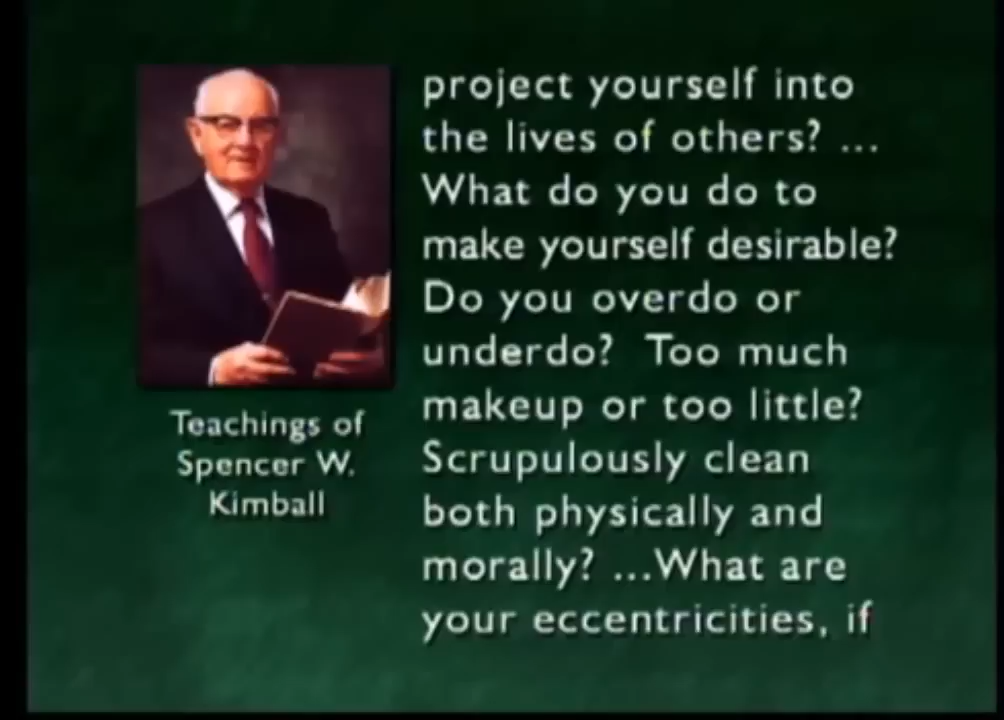 project yourself into
the lives of others? ...
What do you do to
make yourself desirable?
Do you overdo or
underdo? Too much
makeup or too little?
Scrupulously clean
both physically and
morally? ...What are
your eccentricities, if
Teachings of
Spencer W.
Kimball